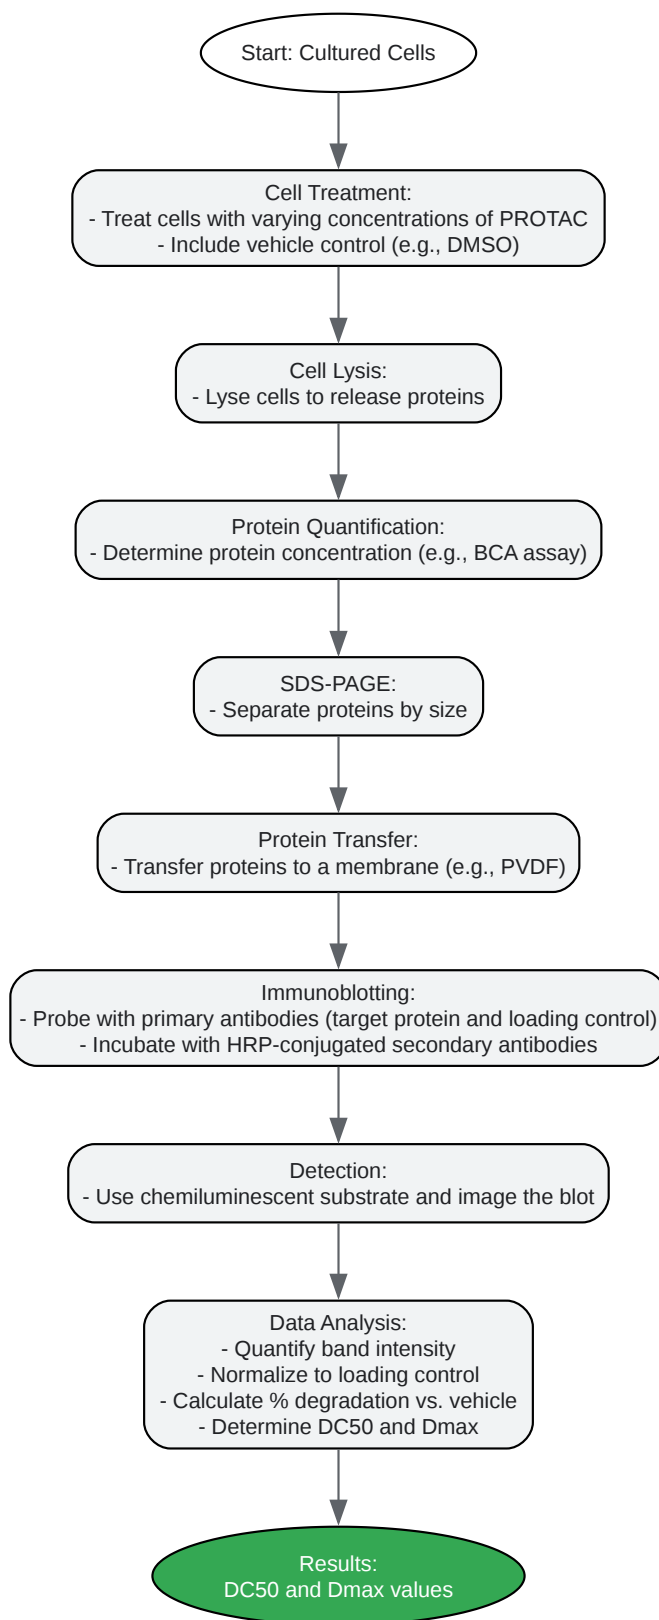 Start: Cultured Cells
Cell Treatment:
- Treat cells with varying concentrations of PROTAC
- Include vehicle control (e.g., DMSO)
Cell Lysis:
- Lyse cells to release proteins
Protein Quantification:
- Determine protein concentration (e.g., BCA assay)
SDS-PAGE:
- Separate proteins by size
Protein Transfer:
- Transfer proteins to a membrane (e.g., PVDF)
Immunoblotting:
- Probe with primary antibodies (target protein and loading control)
- Incubate with HRP-conjugated secondary antibodies
Detection:
- Use chemiluminescent substrate and image the blot
Data Analysis:
- Quantify band intensity
- Normalize to loading control
- Calculate % degradation vs. vehicle
- Determine DC50 and Dmax
Results:
DC50 and Dmax values